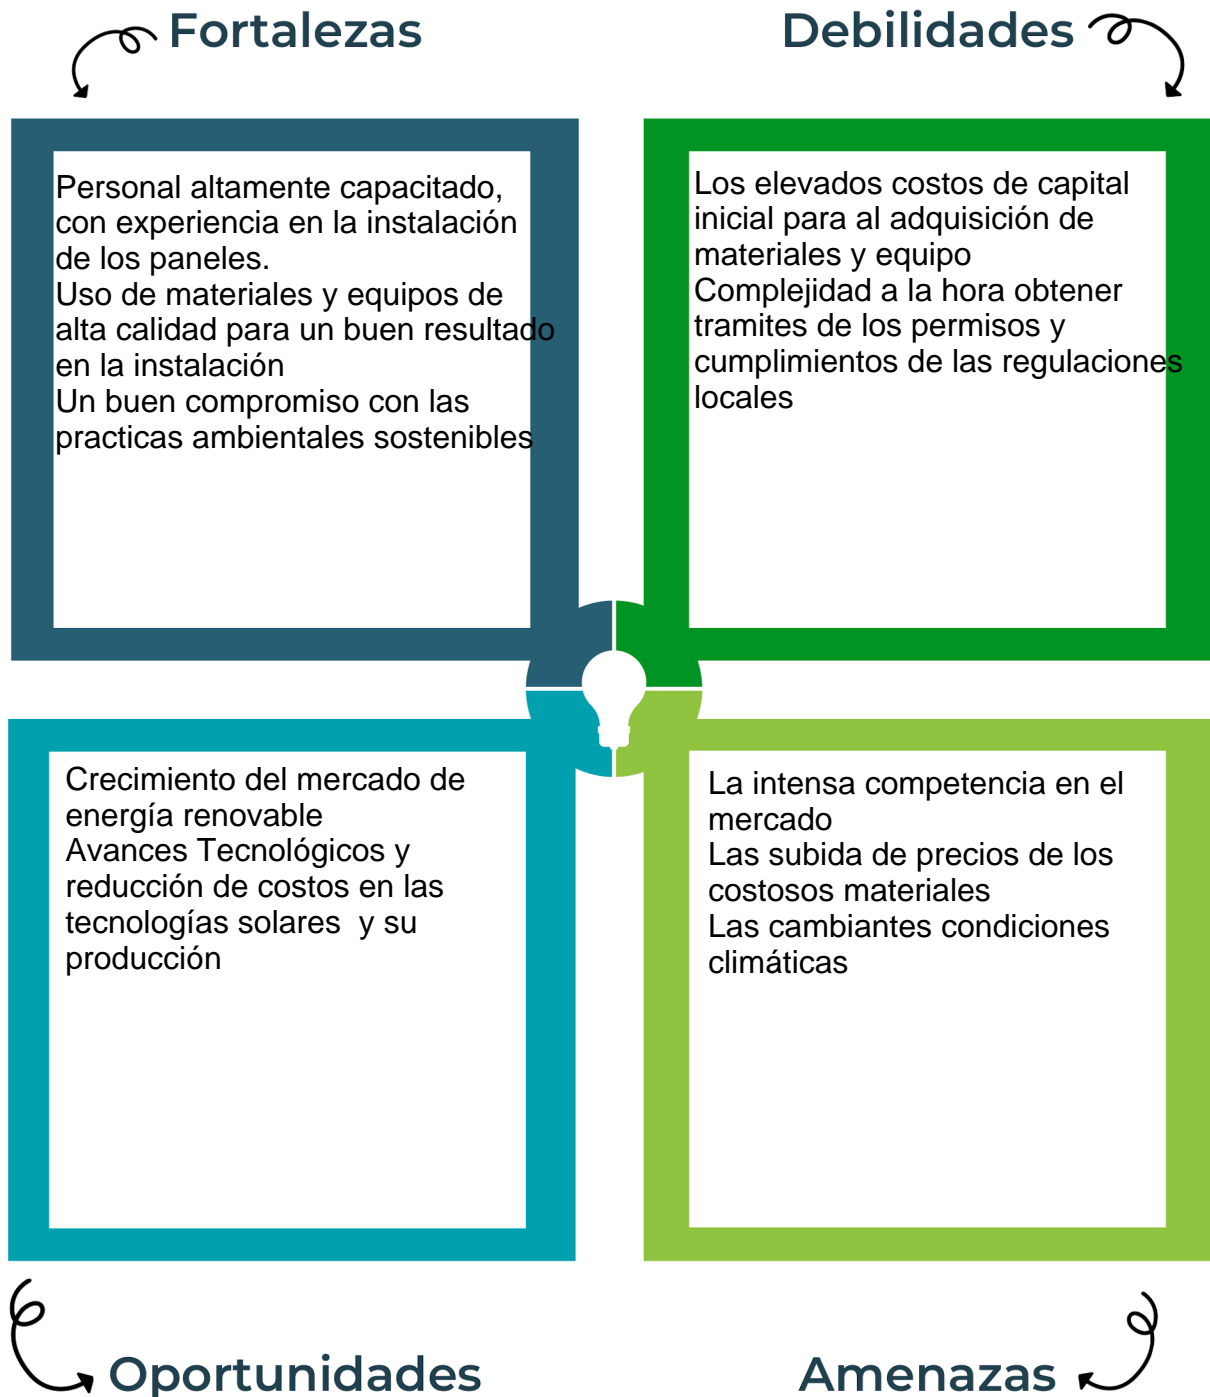 Fortalezas
Personal altamente capacitado,
con experiencia en la instalación
de los paneles.
Uso de materiales y equipos de
alta calidad para un buen resultado
en la instalación
Un buen compromiso con las
practicas ambientales sostenibles
Debilidades
Los elevados costos de capital
inicial para al adquisición de
materiales y equipo
Complejidad a la hora obtener
tramites de los permisos y
cumplimientos de las regulaciones
locales
Crecimiento del mercado de
energía renovable
Avances Tecnológicos y
reducción de costos en las
tecnologías solares  y su
producción
Oportunidades
La intensa competencia en el
mercado
Las subida de precios de los
costosos materiales
Las cambiantes condiciones
climáticas
Amenazas